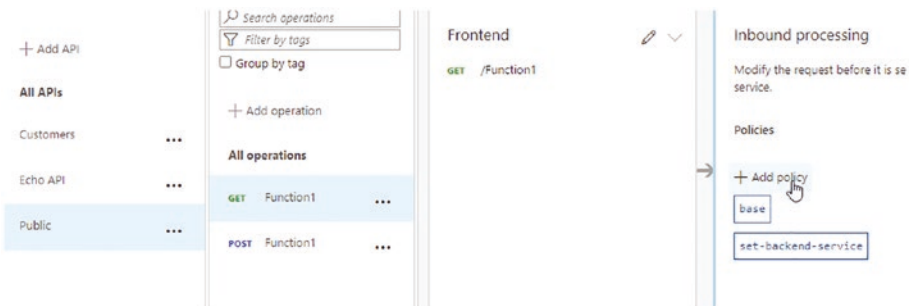 + Add API
All APIs
Customers
Echo API
Public
Search operations
Filter by tags
Group by tag
+ Add operation
All operations
GET Function1
POST Function1
Frontend
GET /Function1
Inbound processing
Modify the request before it is se
service.
Policies
+ Add policy
base
set-backend-service